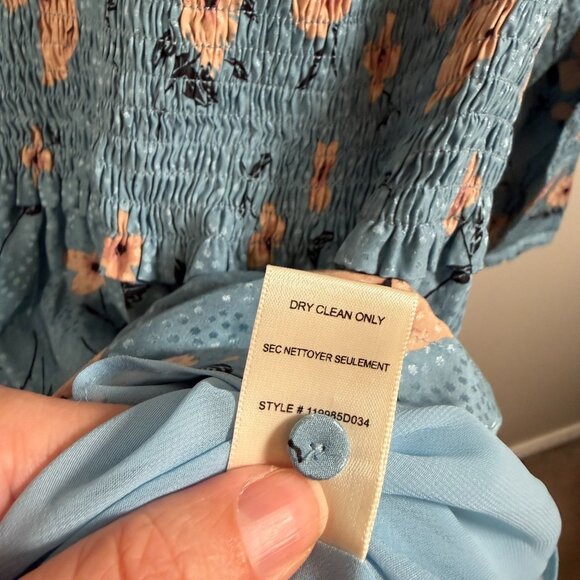 DRY CLEAN ONLY
SEC NETTOYER SEULEMENT
STYLE # 119985D034